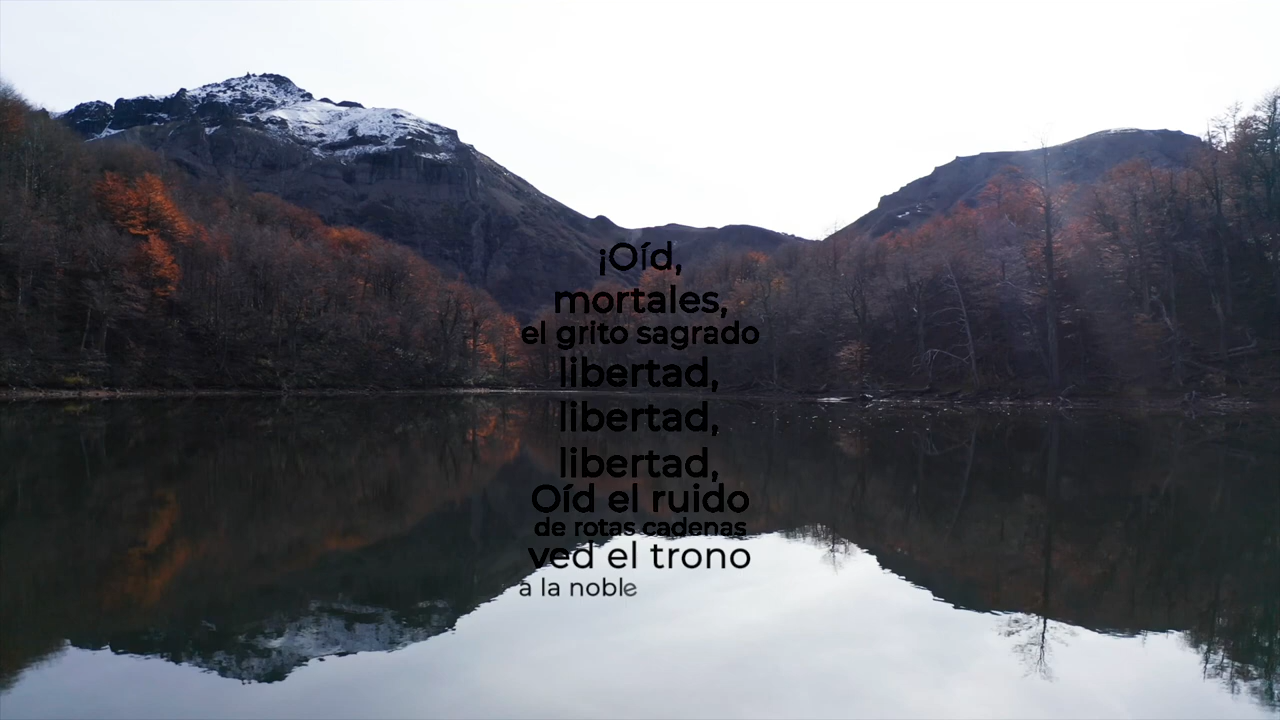 ¡Oíd,
mortales,
el grito sagrado
libertad,
libertad,
libertad,
Oíd el ruido
de rotas cadenas
ved el trono
a la noble